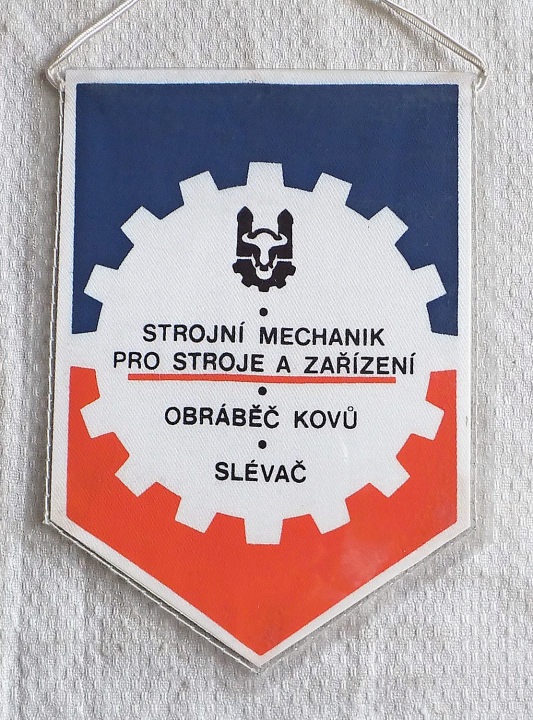 •
STROJNÍ MECHANIK
PRO STROJE A ZAŘÍZENÍ
•
OBRÁBĚČ KOVŮ
•
SLÉVAČ